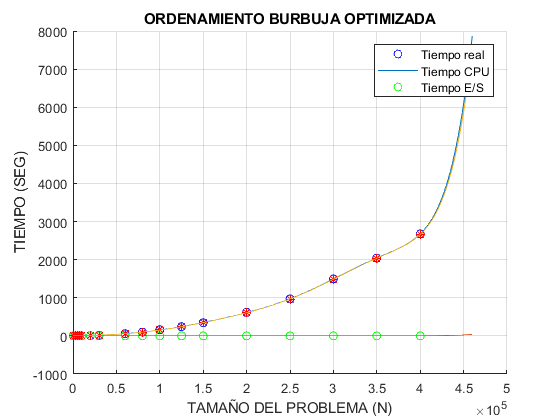 ORDENAMIENTO BURBUJA OPTIMIZADA
8000
7000
6000
5000
4000
3000
2000
1000
0
-1000
TIEMPO (SEG)
Tiempo real
Tiempo CPU
Tiempo E/S
0 0.5 1 1.5 2 2.5 3 3.5 4 4.5 5
×10⁵
TAMAÑO DEL PROBLEMA (N)